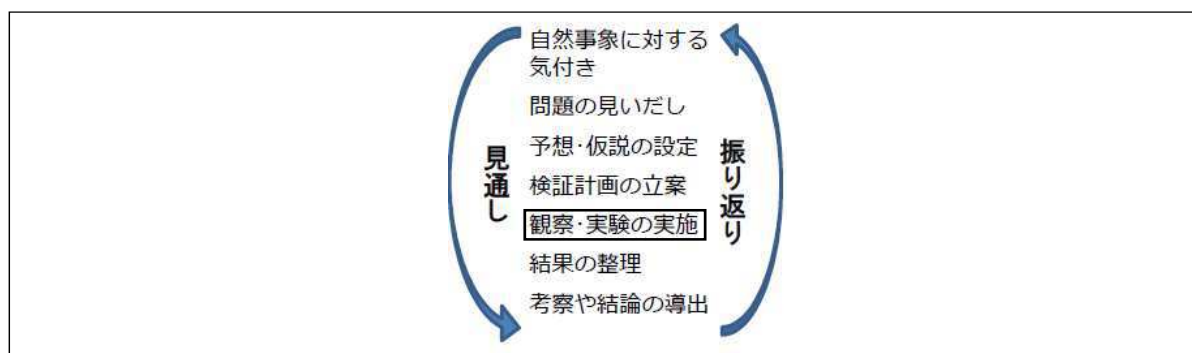 自然事象に対する
気付き
問題の見いだし
予想・仮説の設定
検証計画の立案
観察・実験の実施
結果の整理
考察や結論の導出
見通し
振り返り